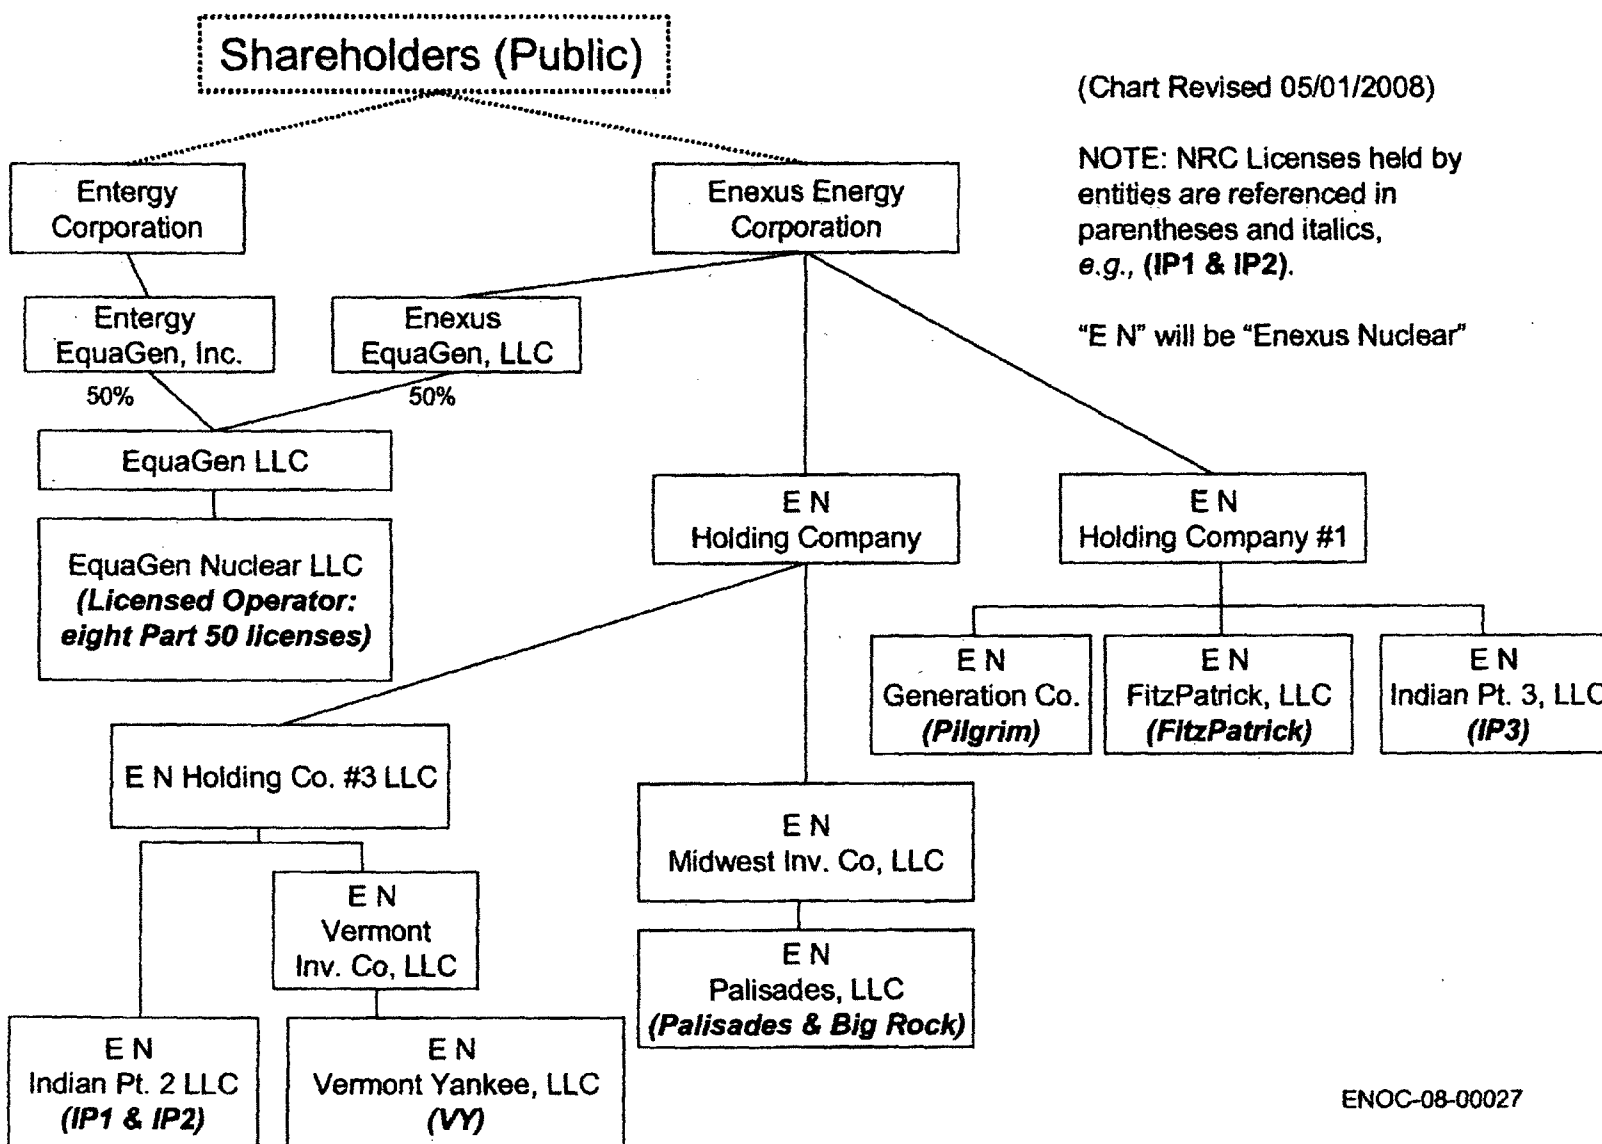 Shareholders (Public)
(Chart Revised 05/01/2008)
NOTE: NRC Licenses held by
entities are referenced in
parentheses and italics,
e.g., (IP1 & IP2).
"E N" will be "Enexus Nuclear"
Entergy
Corporation
Enexus Energy
Corporation
Entergy
EquaGen, Inc.
Enexus
EquaGen, LLC
50%
50%
EquaGen LLC
EquaGen Nuclear LLC
(Licensed Operator:
eight Part 50 licenses)
E N
Holding Company
E N
Holding Company #1
E N
Generation Co.
(Pilgrim)
E N
FitzPatrick, LLC
(FitzPatrick)
E N
Indian Pt. 3, LLC
(IP3)
E N Holding Co. #3 LLC
E N
Midwest Inv. Co, LLC
E N
Vermont
Inv. Co, LLC
E N
Palisades, LLC
(Palisades & Big Rock)
E N
Indian Pt. 2 LLC
(IP1 & IP2)
E N
Vermont Yankee, LLC
(VY)
ENOC-08-00027